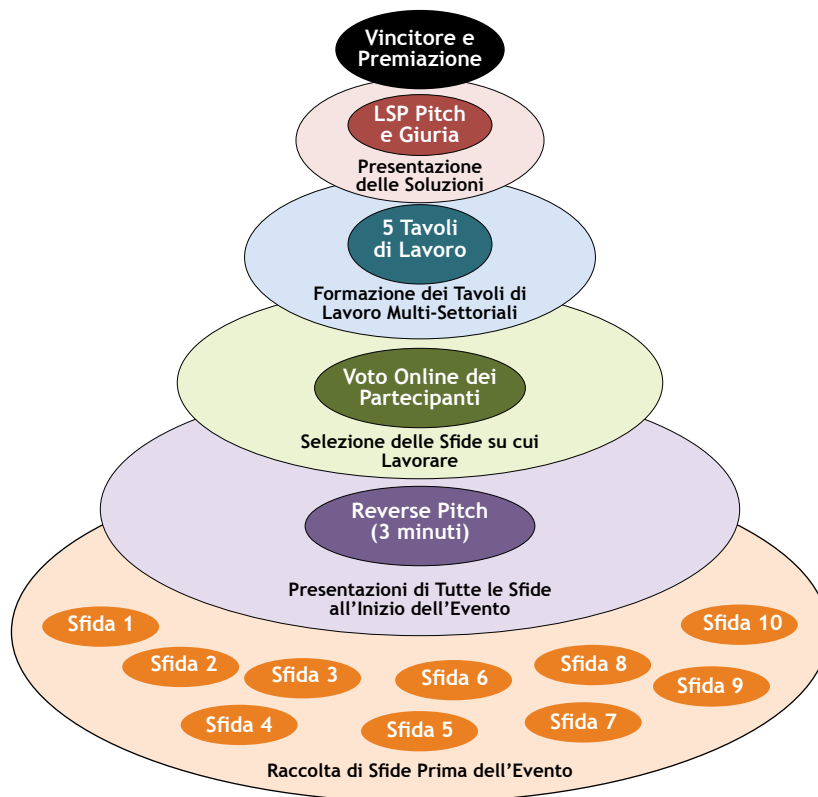 Vincitore e
Premiazione
LSP Pitch
e Giuria
Presentazione
delle Soluzioni
5 Tavoli
di Lavoro
Formazione dei Tavoli di
Lavoro Multi-Settoriali
Voto Online dei
Partecipanti
Selezione delle Sfide su cui
Lavorare
Reverse Pitch
(3 minuti)
Presentazioni di Tutte le Sfide
all'Inizio dell'Evento
Sfida 1
Sfida 2
Sfida 3
Sfida 4
Sfida 5
Sfida 6
Sfida 7
Sfida 8
Sfida 9
Sfida 10
Raccolta di Sfide Prima dell'Evento